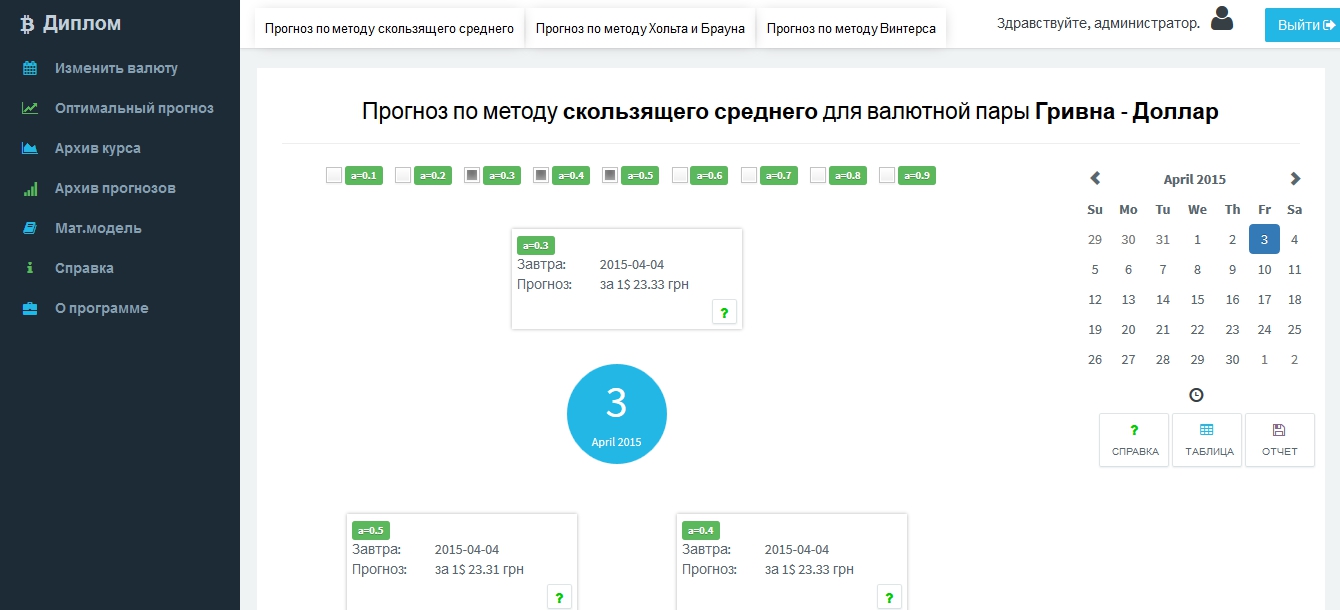 Диплом
Изменить валюту
Оптимальный прогноз
Архив курса
Архив прогнозов
Мат.модель
Справка
О программе
Прогноз по методу скользящего среднего
Прогноз по методу Хольта и Брауна
Прогноз по методу Винтерса
Здравствуйте, администратор.
Выйти
Прогноз по методу скользящего среднего для валютной пары Гривна - Доллар
a=0.1 a=0.2 a=0.3 a=0.4 a=0.5 a=0.6 a=0.7 a=0.8 a=0.9
a=0.3
Завтра: 2015-04-04
Прогноз: за 1$ 23.33 грн
?
3
April 2015
a=0.5
Завтра: 2015-04-04
Прогноз: за 1$ 23.31 грн
?
a=0.4
Завтра: 2015-04-04
Прогноз: за 1$ 23.33 грн
?
April 2015
Su Mo Tu We Th Fr Sa
29 30 31 1 2 3 4
5 6 7 8 9 10 11
12 13 14 15 16 17 18
19 20 21 22 23 24 25
26 27 28 29 30 1 2
?
СПРАВКА
ТАБЛИЦА
ОТЧЕТ